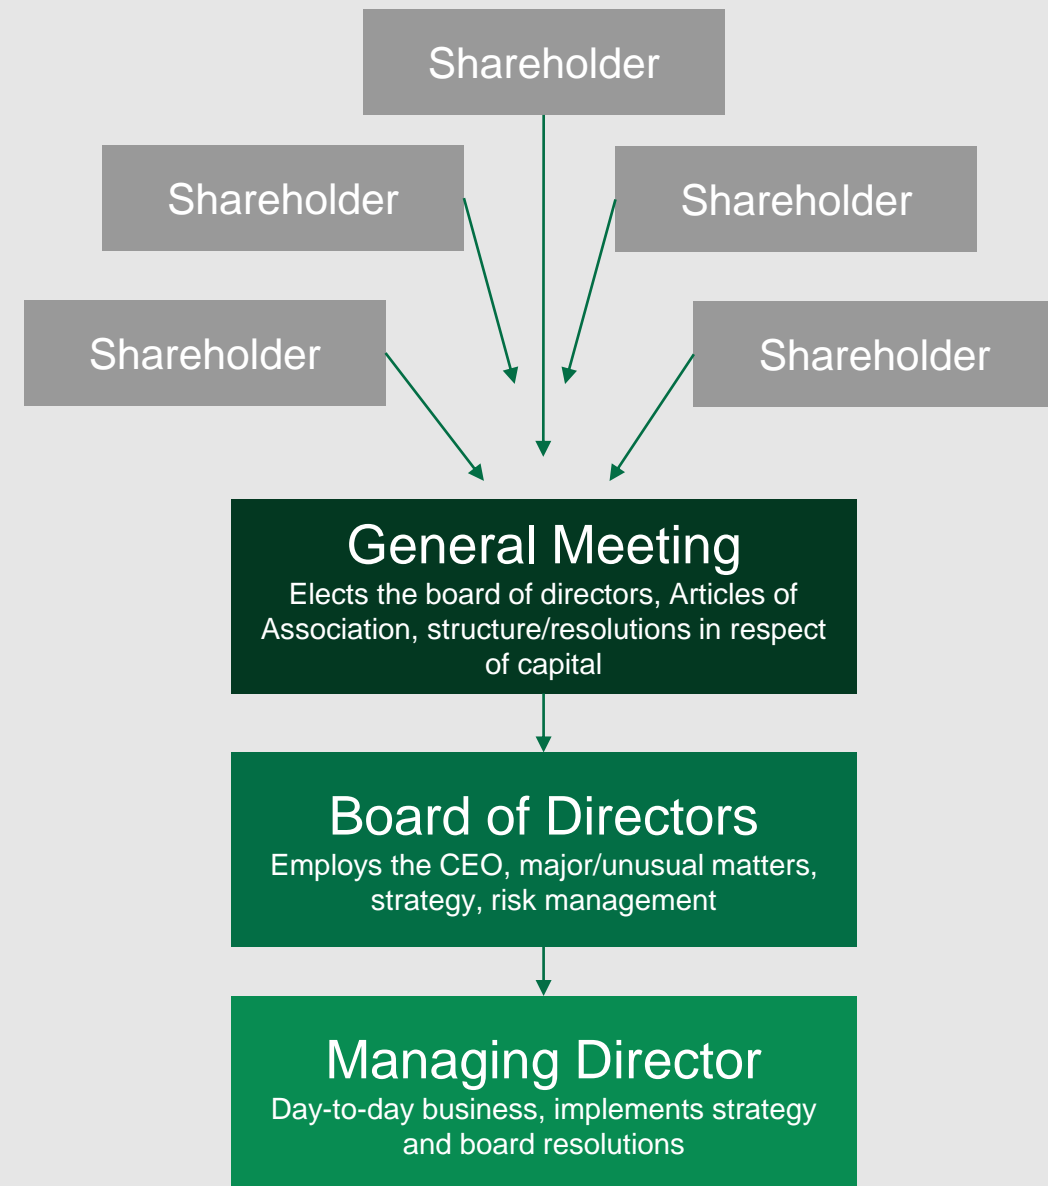 Shareholder
Shareholder
Shareholder
Shareholder
Shareholder
General Meeting
Elects the board of directors, Articles of
Association, structure/resolutions in respect
of capital
Board of Directors
Employs the CEO, major/unusual matters,
strategy, risk management
Managing Director
Day-to-day business, implements strategy
and board resolutions